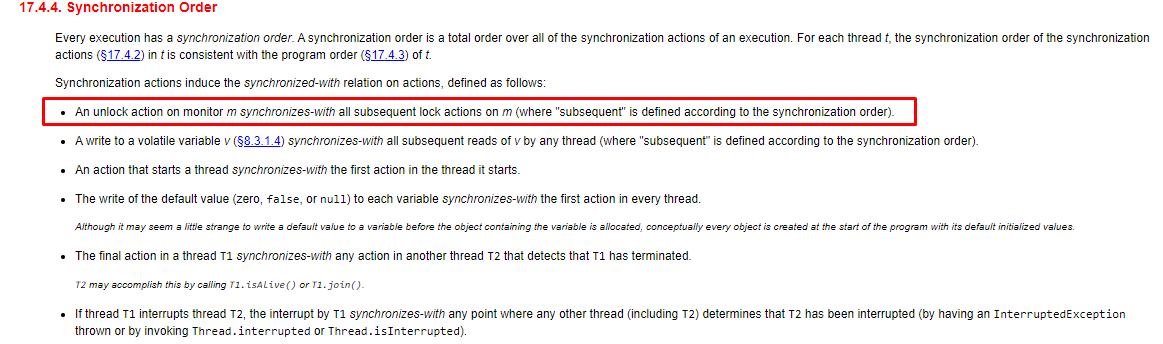 17.4.4. Synchronization Order
Every execution has a synchronization order. A synchronization order is a total order over all of the synchronization actions of an execution. For each thread t, the synchronization order of the synchronization
actions (§17.4.2) in t is consistent with the program order (§17.4.3) of t.
Synchronization actions induce the synchronized-with relation on actions, defined as follows:
• An unlock action on monitor m synchronizes-with all subsequent lock actions on m (where "subsequent" is defined according to the synchronization order).
• A write to a volatile variable v (§8.3.1.4) synchronizes-with all subsequent reads of v by any thread (where "subsequent" is defined according to the synchronization order).
• An action that starts a thread synchronizes-with the first action in the thread it starts.
• The write of the default value (zero, false, or null) to each variable synchronizes-with the first action in every thread.
Although it may seem a little strange to write a default value to a variable before the object containing the variable is allocated, conceptually every object is created at the start of the program with its default initialized values.
• The final action in a thread T1 synchronizes-with any action in another thread T2 that detects that T1 has terminated.
T2 may accomplish this by calling T1.isAlive() or T1.join().
• If thread T1 interrupts thread T2, the interrupt by T1 synchronizes-with any point where any other thread (including T2) determines that T2 has been interrupted (by having an InterruptedException
thrown or by invoking Thread.interrupted or Thread.isInterrupted).